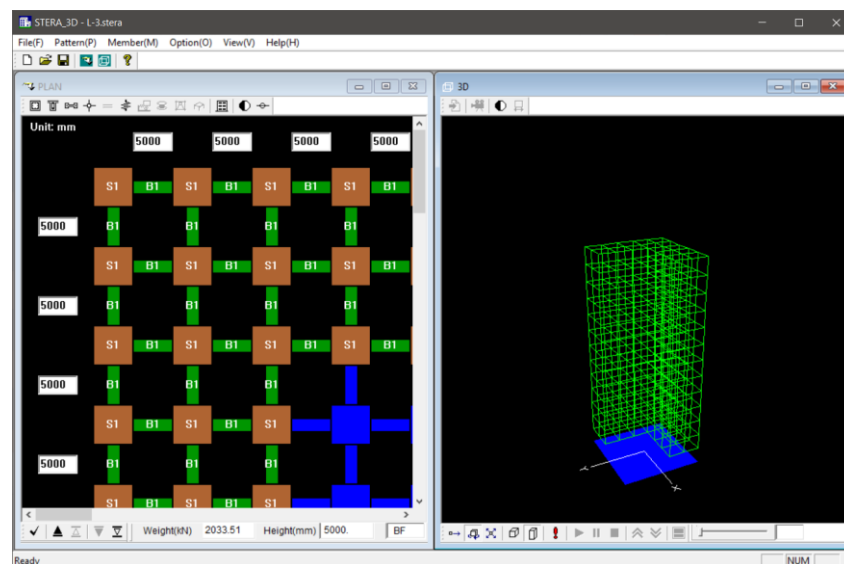 STERA_3D - L-3.stera
File(F) Pattern(P) Member(M) Option(O) View(V) Help(H)
PLAN
Unit: mm
5000 5000 5000 5000
S1 B1 S1 B1 S1 B1 S1 B1
5000 B1 B1 B1 B1
S1 B1 S1 B1 S1 B1 S1 B1
5000 B1 B1 B1 B1
S1 B1 S1 B1 S1 B1 S1 B1
5000 B1 B1 B1
S1 B1 S1 B1 S1
5000 B1 B1 B1
S1 B1 S1 B1 S1
Weight(kN) 2033.51 Height(mm) 5000. BF
3D
Y
X
Ready
NUM